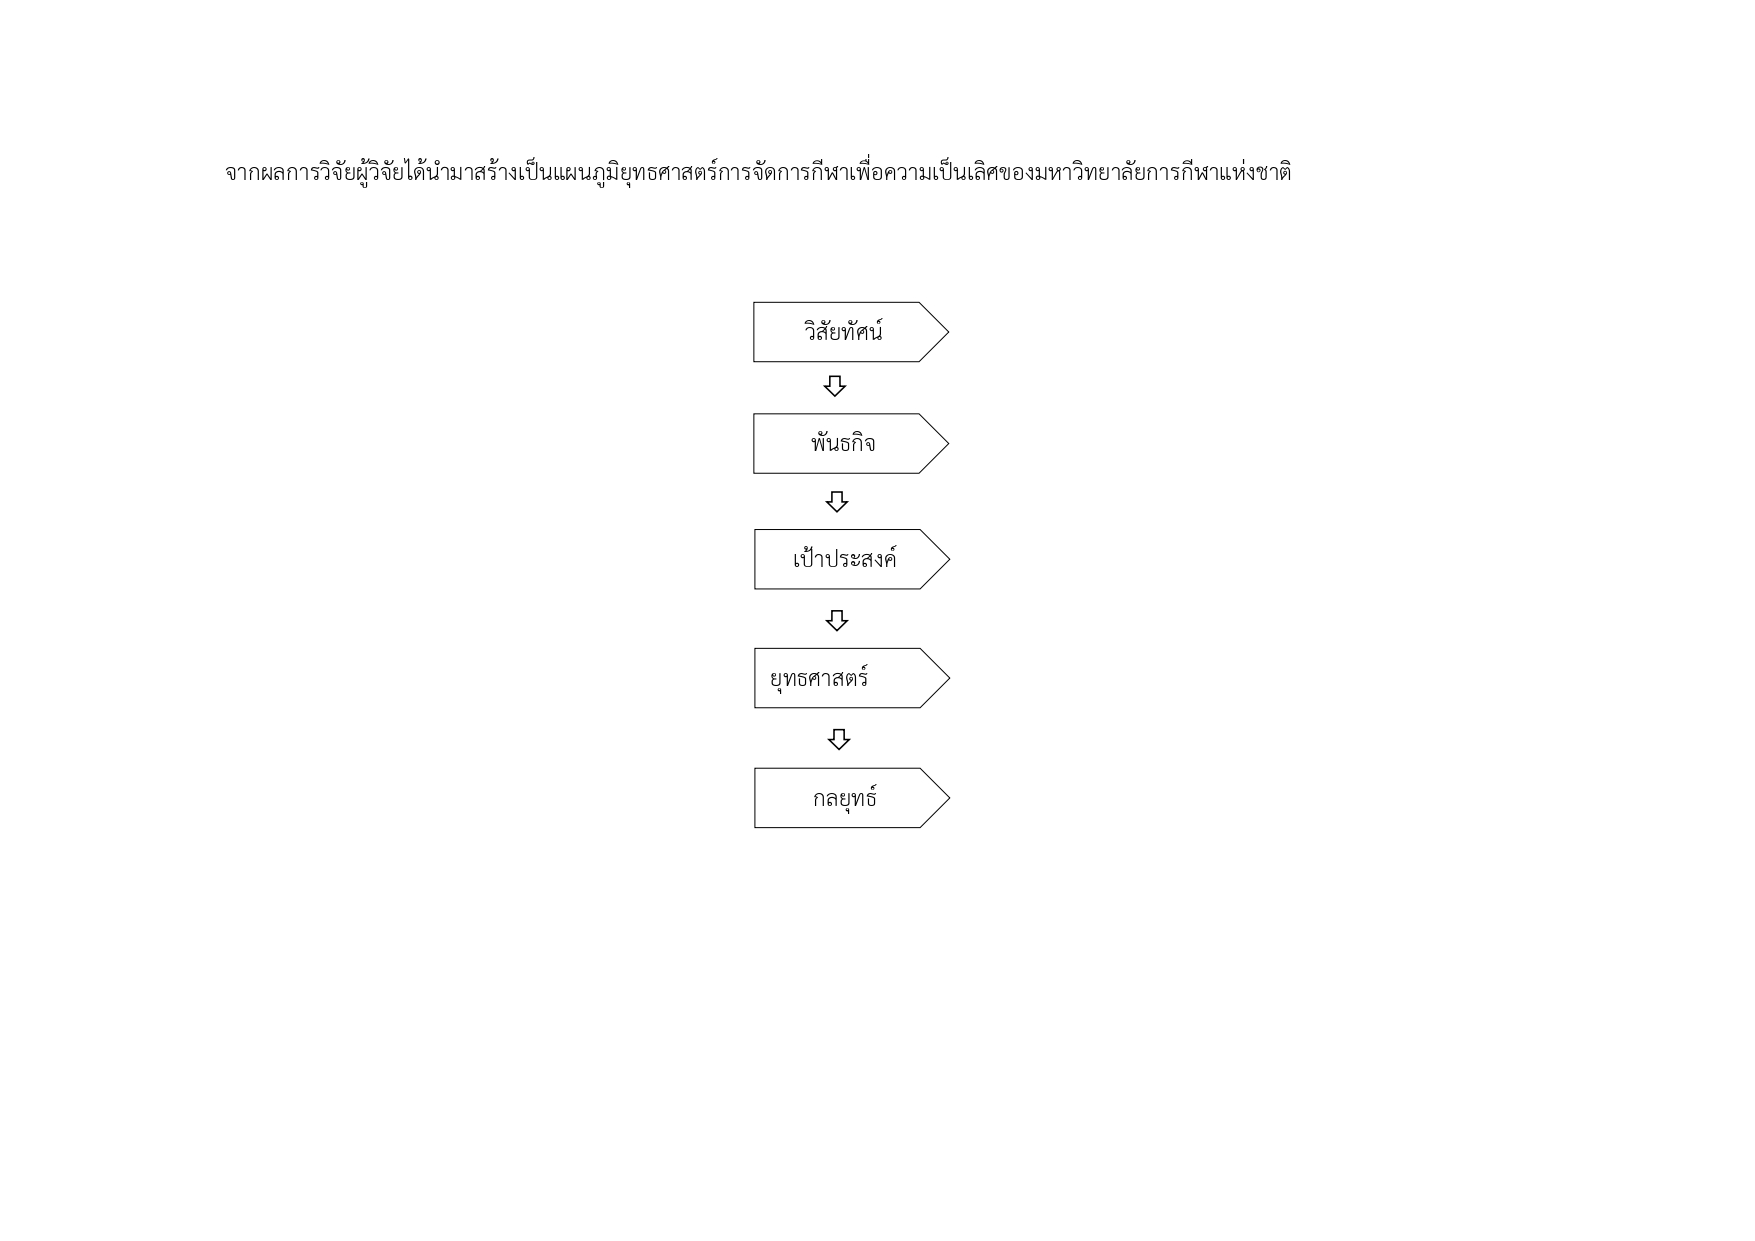 จากผลการวิจัยผู้วิจัยได้นำมาสร้างเป็นแผนภูมิยุทธศาสตร์การจัดการกีฬาเพื่อความเป็นเลิศของมหาวิทยาลัยการกีฬาแห่งชาติ
วิสัยทัศน์
พันธกิจ
เป้าประสงค์
ยุทธศาสตร์
กลยุทธ์